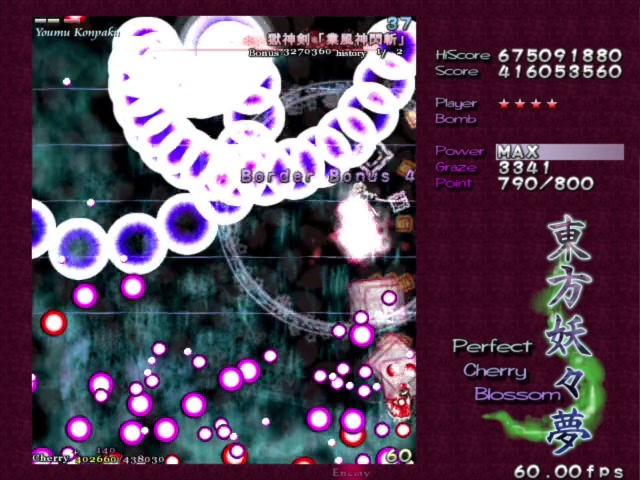 37
Youmu Konpaku
獄神剣「業風神閃斬」
Bonus 3270360 history 1/ 2
Border Bonus 4
HiScore 675091880
Score 416053560
Player ★★★★
Bomb
Power MAX
Graze 3341
Point 790/800
東方妖々夢
Perfect
Cherry
Blossom
+ 140
Cherry 402660/438030
60
Enemy
60.00fps